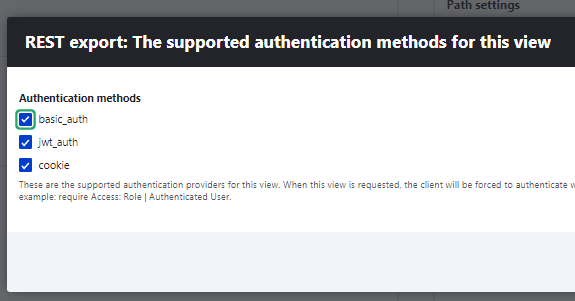 Path settings
REST export: The supported authentication methods for this view
Authentication methods
basic_auth
jwt_auth
cookie
These are the supported authentication providers for this view. When this view is requested, the client will be forced to authenticate
example: require Access: Role | Authenticated User.